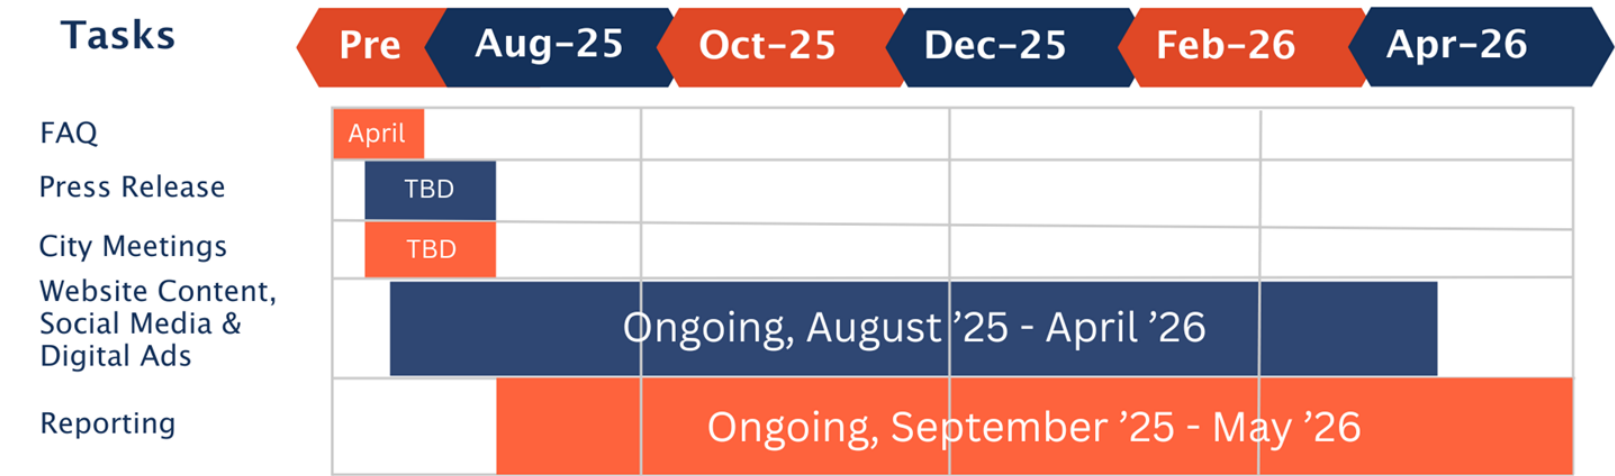 Tasks
Pre
Aug-25
Oct-25
Dec-25
Feb-26
Apr-26
FAQ
April
Press Release
TBD
City Meetings
TBD
Website Content,
Social Media &
Digital Ads
Ongoing, August ’25 - April ’26
Reporting
Ongoing, September ’25 - May ’26